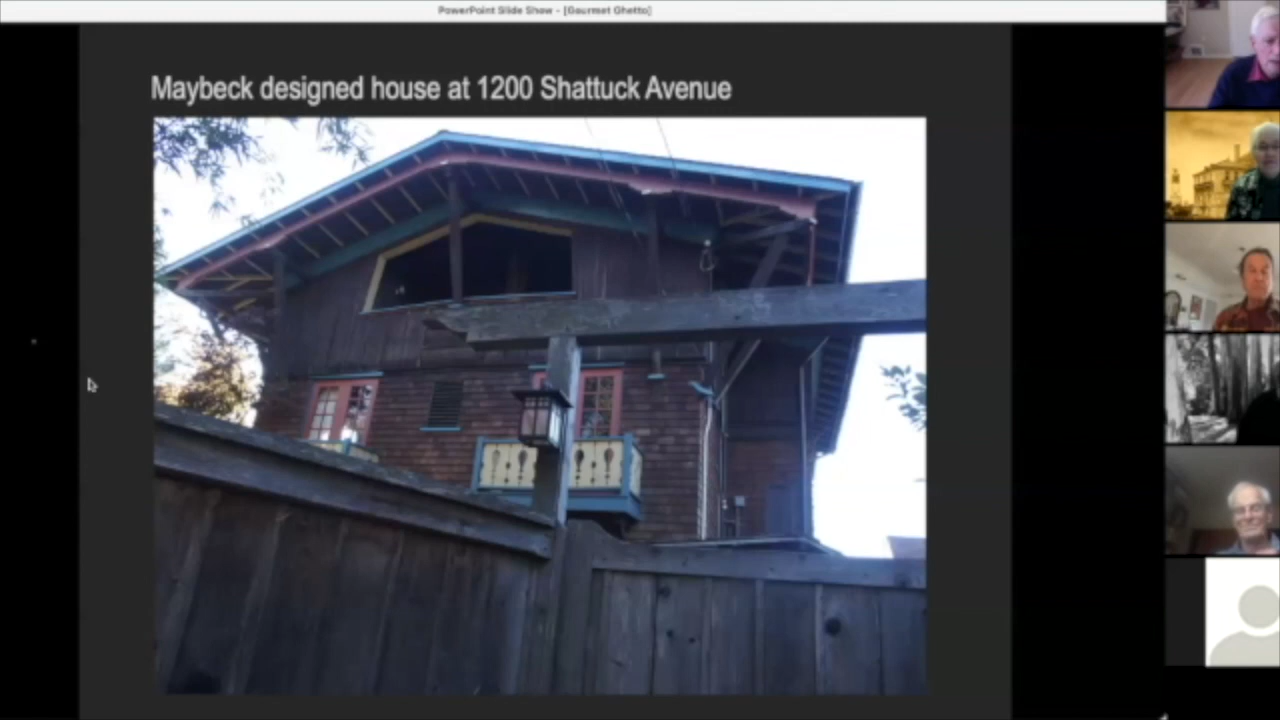 PowerPoint Slide Show - [Gourmet Ghetto]
Maybeck designed house at 1200 Shattuck Avenue